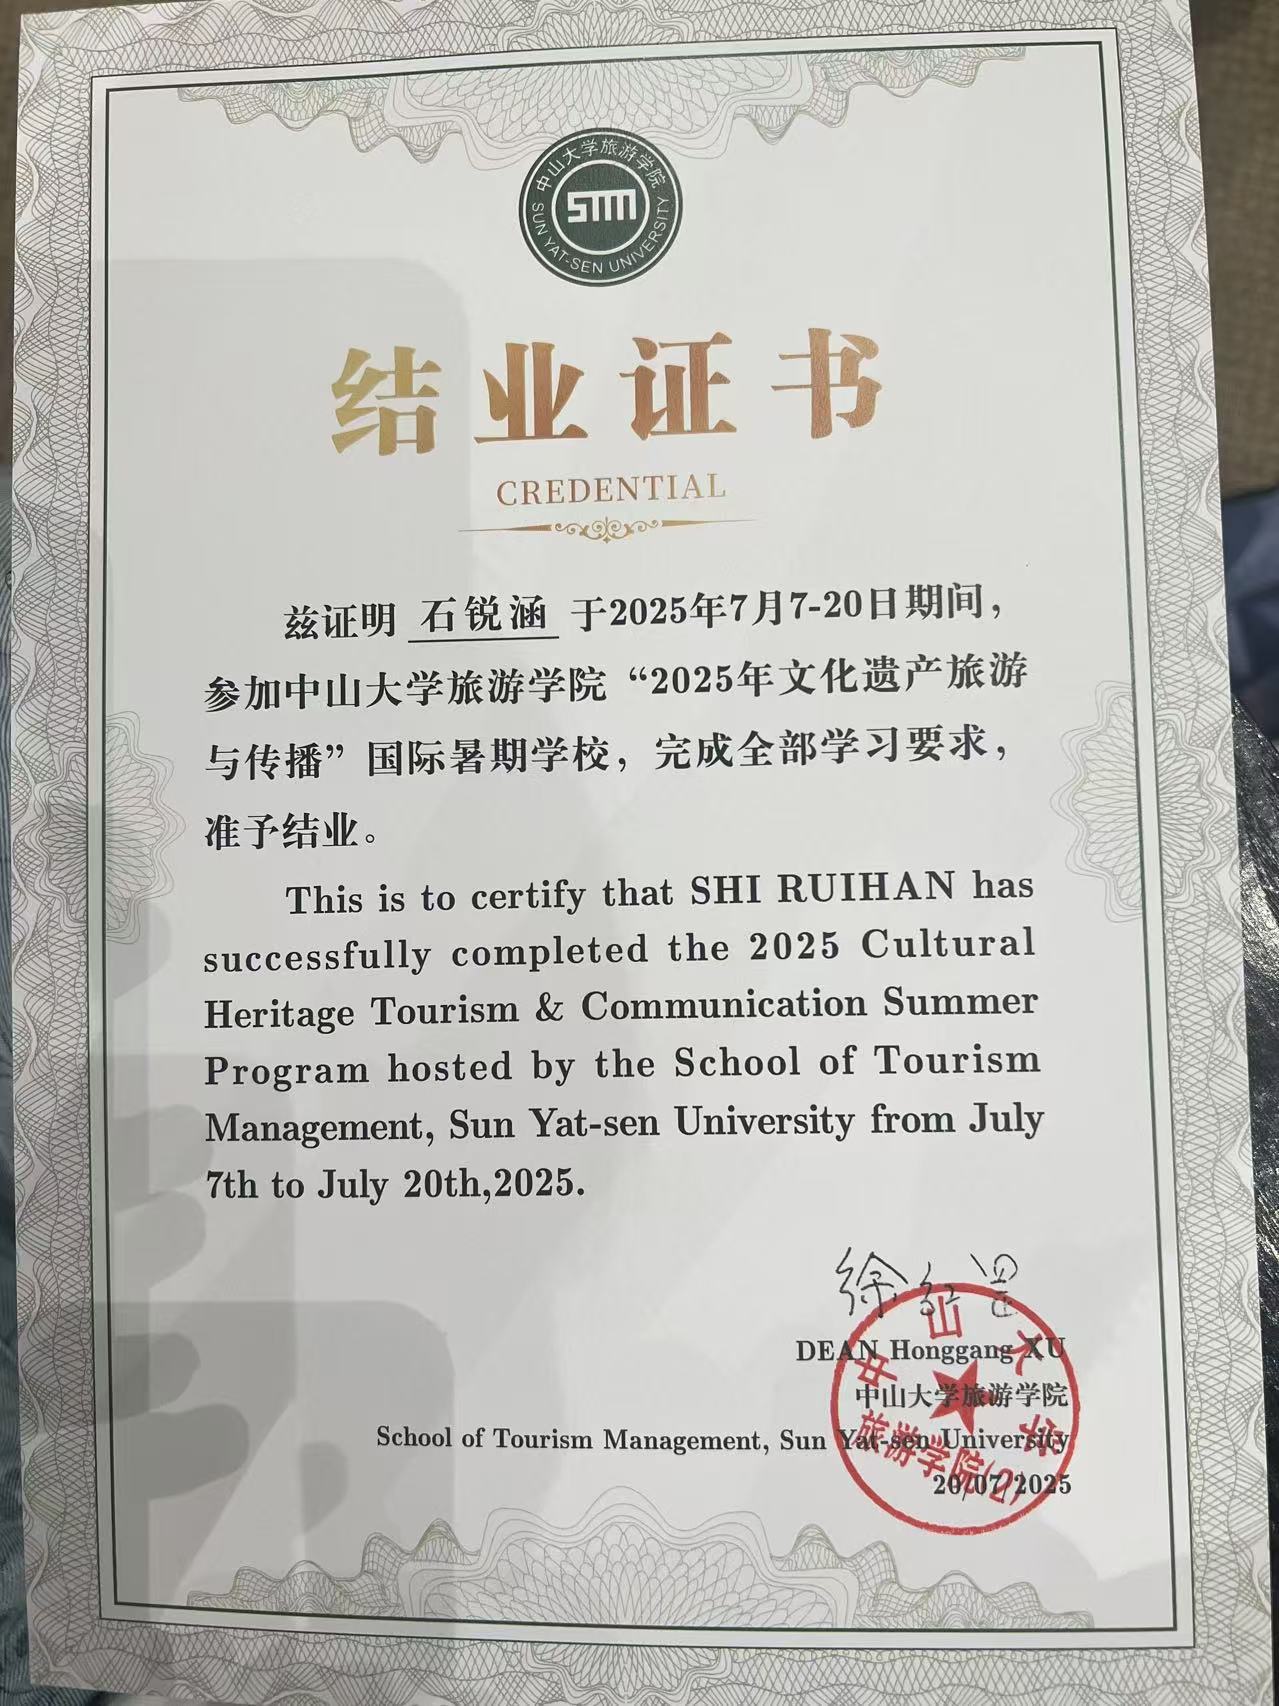 中山大学旅游学院
STM
SUN YAT-SEN UNIVERSITY
结业证书
CREDENTIAL
兹证明 石锐涵 于2025年7月7-20日期间，
参加中山大学旅游学院“2025年文化遗产旅游
与传播”国际暑期学校，完成全部学习要求，
准予结业。
This is to certify that SHI RUIHAN has
successfully completed the 2025 Cultural
Heritage Tourism & Communication Summer
Program hosted by the School of Tourism
Management, Sun Yat-sen University from July
7th to July 20th,2025.
徐红罡
DEAN Honggang XU
中山大学旅游学院
School of Tourism Management, Sun Yat-sen University
20/07/2025
中山大学
旅游学院(2)